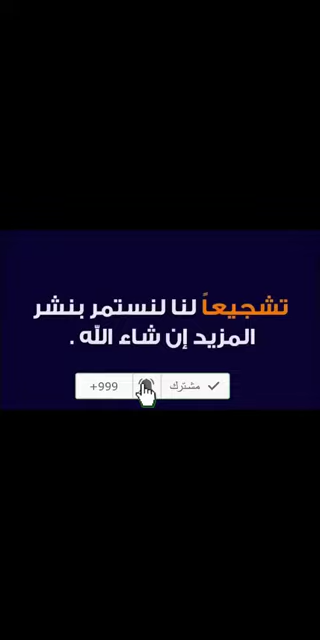 تشجيعاً لنا لنستمر بنشر
المزيد إن شاء الله .
مشترك +999